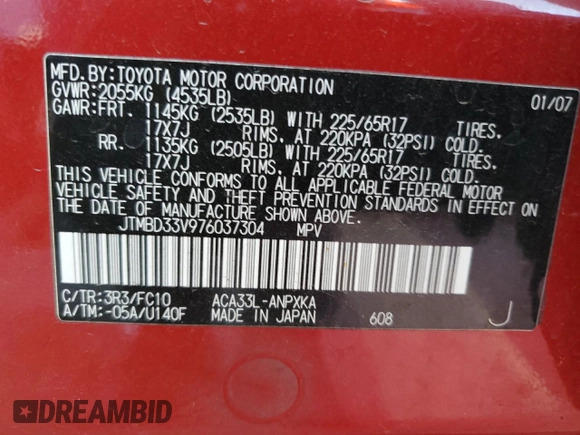 MFD.BY:TOYOTA MOTOR CORPORATION 01/07
GVWR:2055KG (4535LB)
GAWR:FRT. 1145KG (2535LB) WITH 225/65R17 TIRES.
17X7J RIMS. AT 220KPA (32PSI) COLD.
RR. 1135KG (2505LB) WITH 225/65R17 TIRES.
17X7J RIMS. AT 220KPA (32PSI) COLD.
THIS VEHICLE CONFORMS TO ALL APPLICABLE FEDERAL MOTOR
VEHICLE SAFETY AND THEFT PREVENTION STANDARDS IN EFFECT ON
THE DATE OF MANUFACTURE SHOWN ABOVE.
JTMBD33V976037304 MPV
C/TR:3R3/FC10 ACA33L-ANPXKA
A/TM:-05A/U140F MADE IN JAPAN 608 J
DREAMBID